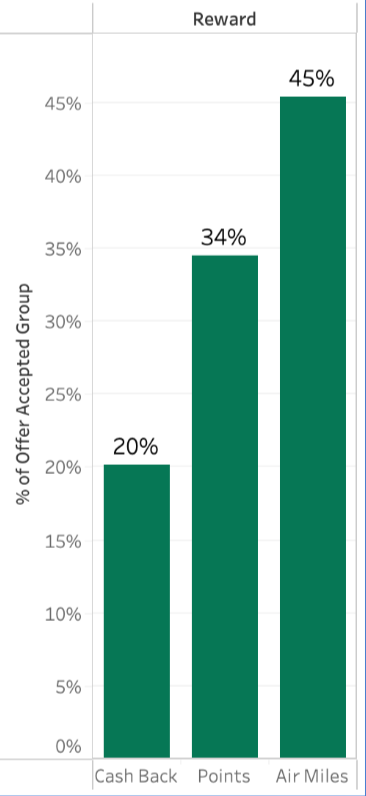 Reward
% of Offer Accepted Group
45%
40%
35%
30%
25%
20%
15%
10%
5%
0%
20%
34%
45%
Cash Back
Points
Air Miles